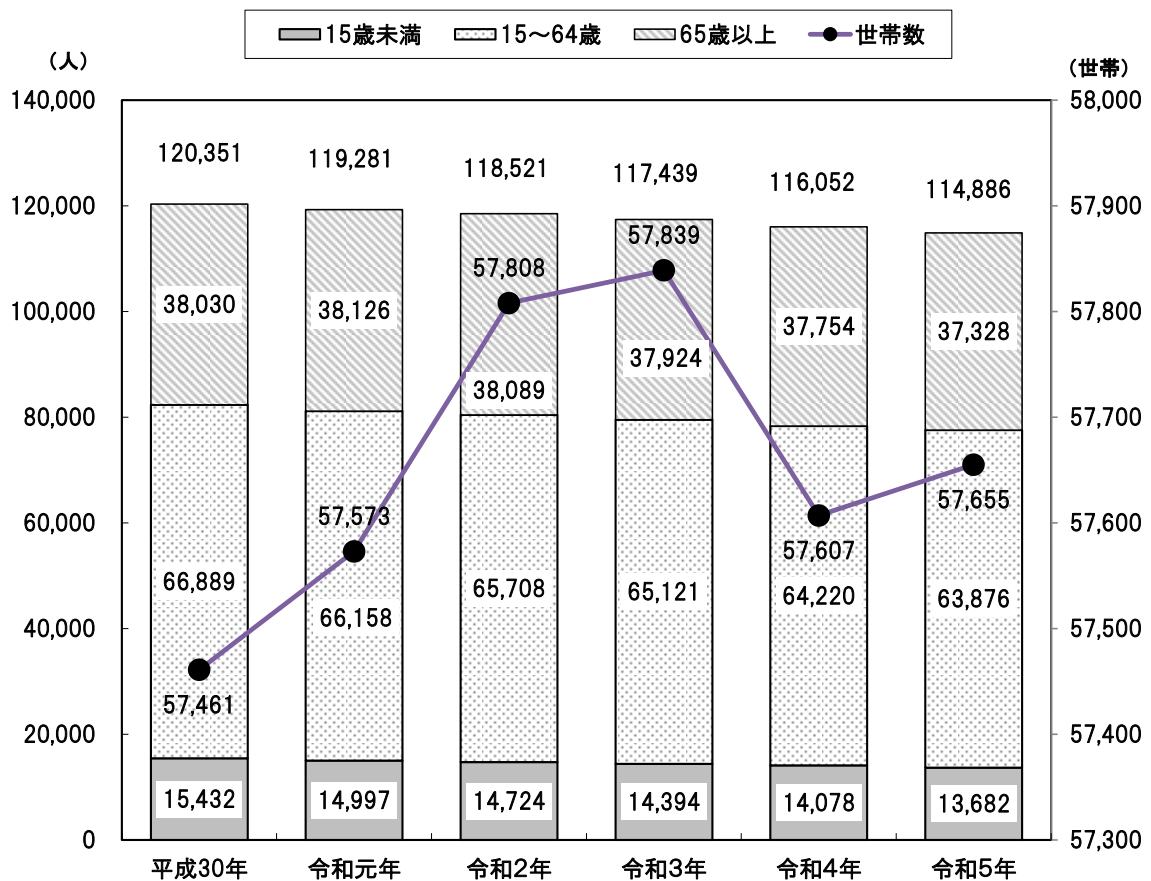 15歳未満 15～64歳 65歳以上 世帯数
（人） （世帯）
140,000 58,000
120,351 119,281 118,521 117,439 116,052 114,886
120,000 57,900
57,808 57,839
38,030 38,126 37,754 37,328
100,000 57,800
38,089 37,924
80,000 57,700
57,573 57,607 57,655
60,000 57,600
66,889 66,158 65,708 65,121 64,220 63,876
40,000 57,500
57,461
20,000 57,400
15,432 14,997 14,724 14,394 14,078 13,682
0 57,300
平成30年 令和元年 令和2年 令和3年 令和4年 令和5年